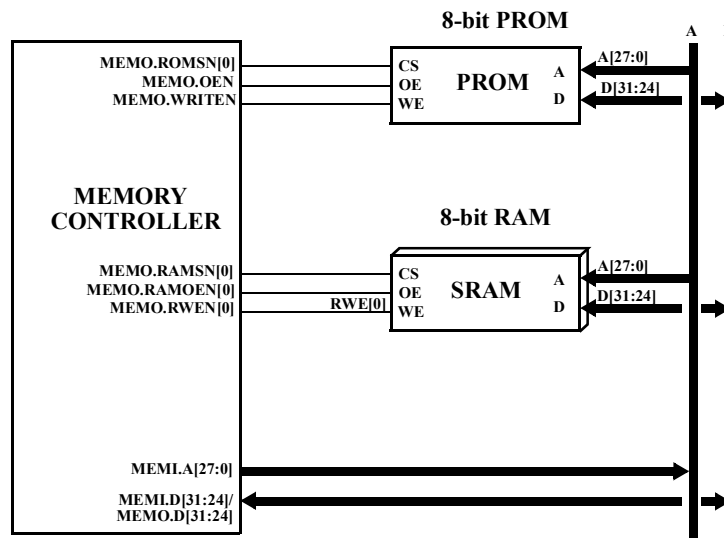 8-bit PROM
A
MEMO.ROMSN[0]
CS
A[27:0]
MEMO.OEN
OE
PROM
A
MEMO.WRITEN
WE
D
D[31:24]
MEMORY
CONTROLLER
8-bit RAM
MEMO.RAMSN[0]
CS
A[27:0]
MEMO.RAMOEN[0]
OE
SRAM
A
MEMO.RWEN[0]
RWE[0]
WE
D
D[31:24]
MEMI.A[27:0]
MEMI.D[31:24]/
MEMO.D[31:24]